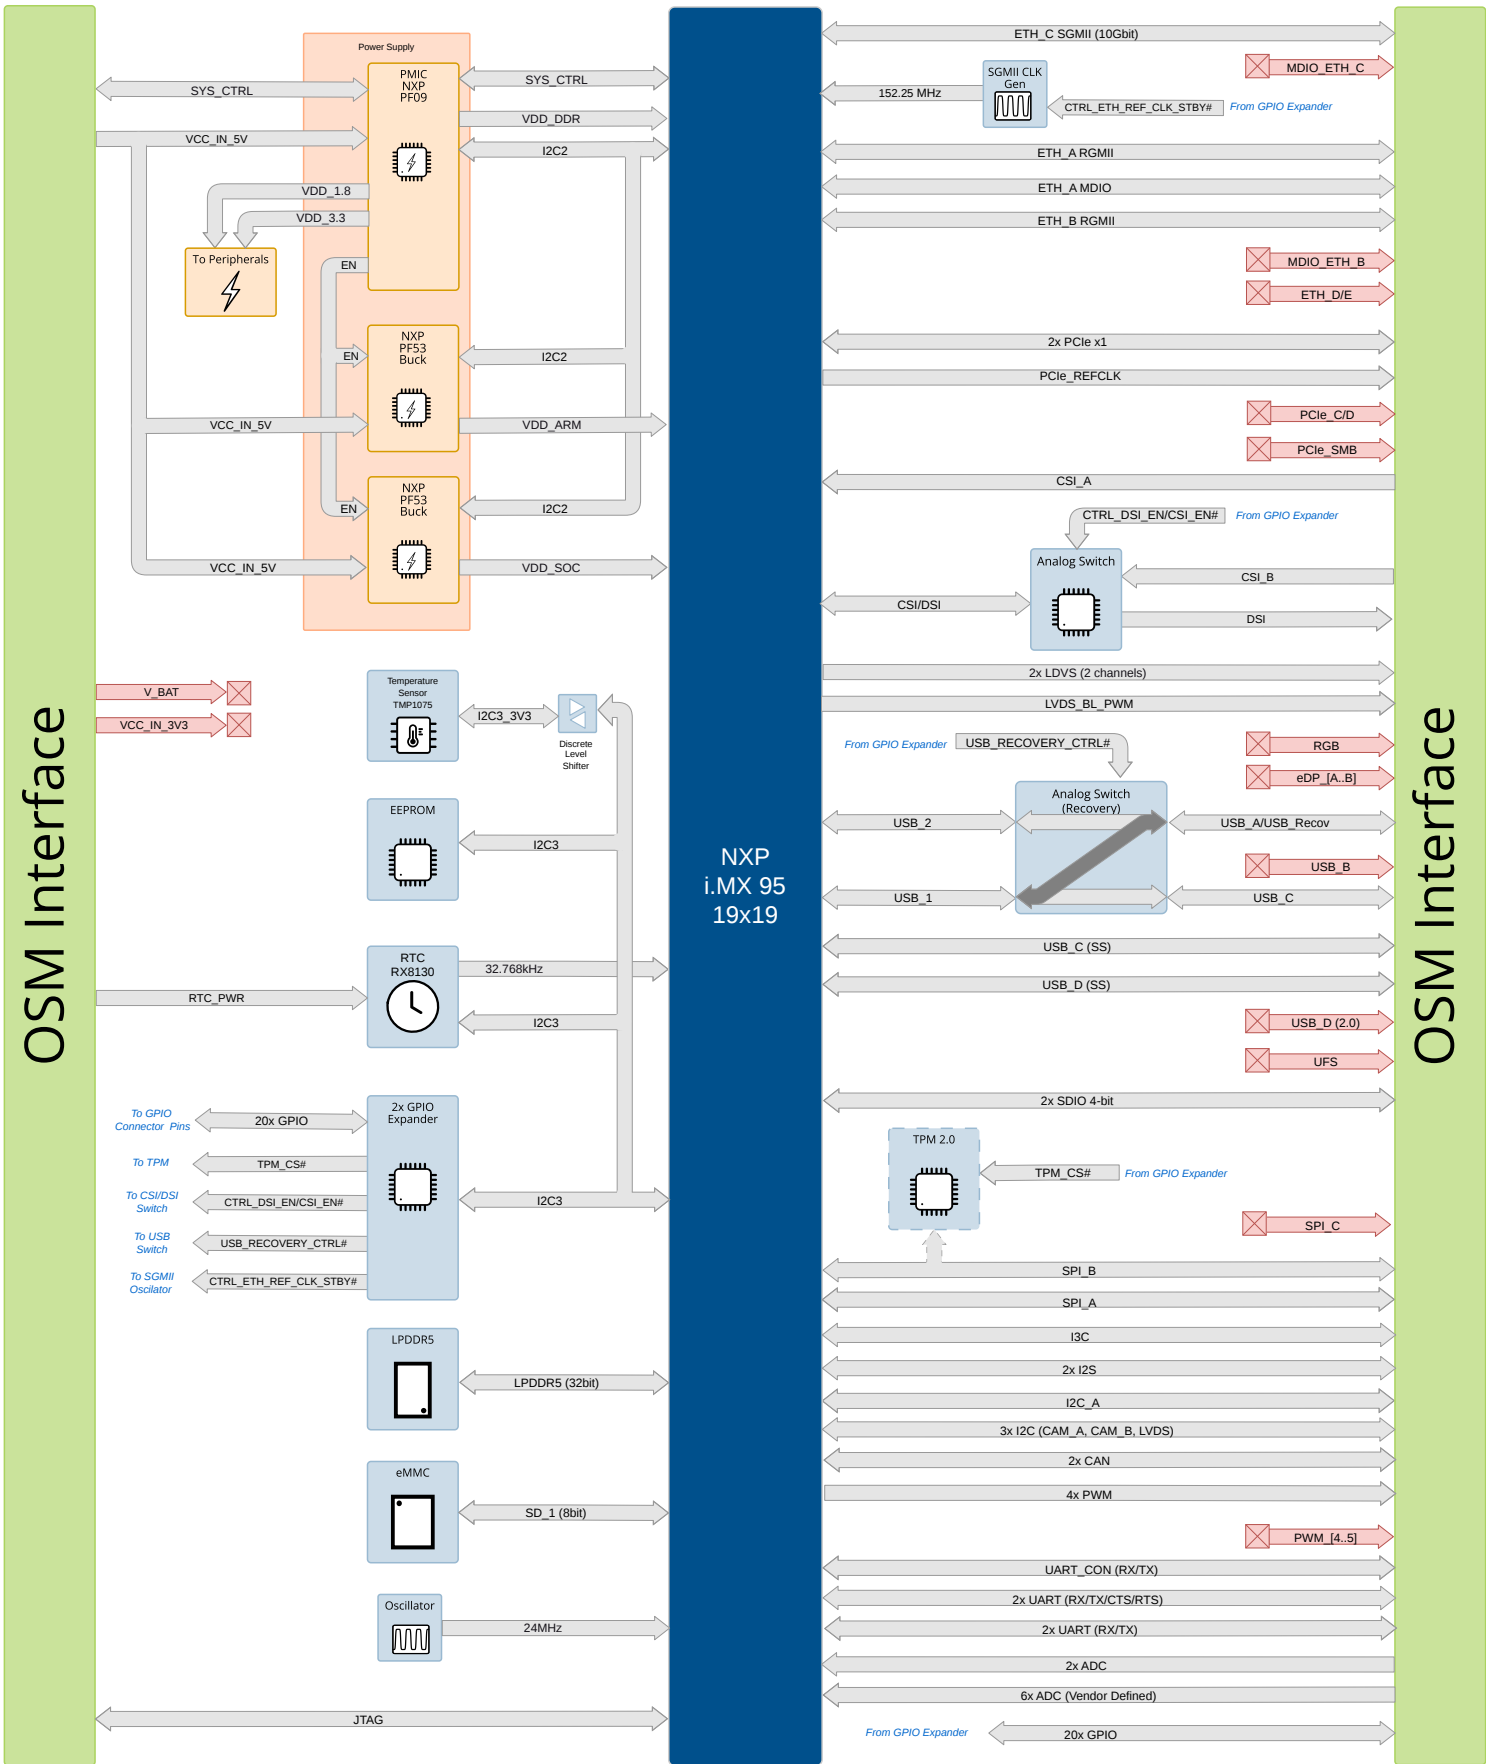 OSM Interface
Power Supply
PMIC
NXP
PF09
SYS_CTRL
SYS_CTRL
VDD_DDR
VCC_IN_5V
I2C2
VDD_1.8
VDD_3.3
To Peripherals
EN
NXP
PF53
Buck
EN
I2C2
VCC_IN_5V
VDD_ARM
NXP
PF53
Buck
EN
I2C2
VCC_IN_5V
VDD_SOC
V_BAT
VCC_IN_3V3
Temperature
Sensor
TMP1075
I2C3_3V3
Discrete
Level
Shifter
EEPROM
I2C3
RTC
RX8130
32.768kHz
RTC_PWR
I2C3
2x GPIO
Expander
To GPIO
Connector Pins
20x GPIO
To TPM
TPM_CS#
To CSI/DSI
Switch
CTRL_DSI_EN/CSI_EN#
I2C3
To USB
Switch
USB_RECOVERY_CTRL#
To SGMII
Oscilator
CTRL_ETH_REF_CLK_STBY#
LPDDR5
LPDDR5 (32bit)
eMMC
SD_1 (8bit)
Oscillator
24MHz
JTAG
NXP
i.MX 95
19x19
ETH_C SGMII (10Gbit)
MDIO_ETH_C
SGMII CLK
Gen
152.25 MHz
CTRL_ETH_REF_CLK_STBY#
From GPIO Expander
ETH_A RGMII
ETH_A MDIO
ETH_B RGMII
MDIO_ETH_B
ETH_D/E
2x PCIe x1
PCIe_REFCLK
PCIe_C/D
PCIe_SMB
CSI_A
CTRL_DSI_EN/CSI_EN#
From GPIO Expander
Analog Switch
CSI_B
CSI/DSI
DSI
2x LDVS (2 channels)
LVDS_BL_PWM
From GPIO Expander
USB_RECOVERY_CTRL#
RGB
eDP_[A..B]
Analog Switch
(Recovery)
USB_2
USB_A/USB_Recov
USB_B
USB_1
USB_C
USB_C (SS)
USB_D (SS)
USB_D (2.0)
UFS
2x SDIO 4-bit
TPM 2.0
TPM_CS#
From GPIO Expander
SPI_C
SPI_B
SPI_A
I3C
2x I2S
I2C_A
3x I2C (CAM_A, CAM_B, LVDS)
2x CAN
4x PWM
PWM_[4..5]
UART_CON (RX/TX)
2x UART (RX/TX/CTS/RTS)
2x UART (RX/TX)
2x ADC
6x ADC (Vendor Defined)
From GPIO Expander
20x GPIO
OSM Interface